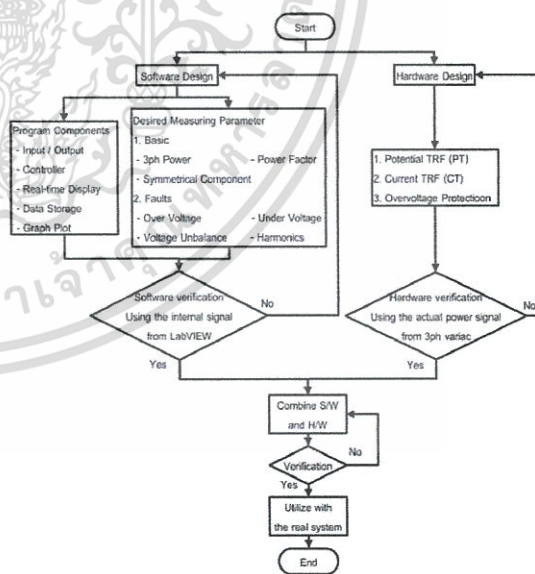 Start
Software Design
Hardware Design
Program Components
- Input / Output
- Controller
- Real-time Display
- Data Storage
- Graph Plot
Desired Measuring Parameter
1. Basic
- 3ph Power - Power Factor
- Symmetrical Component
2. Faults
- Over Voltage - Under Voltage
- Voltage Unbalance - Harmonics
1. Potential TRF (PT)
2. Current TRF (CT)
3. Overvoltage Protectioon
Software verification
Using the internal signal
from LabVIEW
No
Yes
Hardware verification
Using the actual power signal
from 3ph variac
No
Yes
Combine S/W
and H/W
Verification
No
Yes
Utilize with
the real system
End